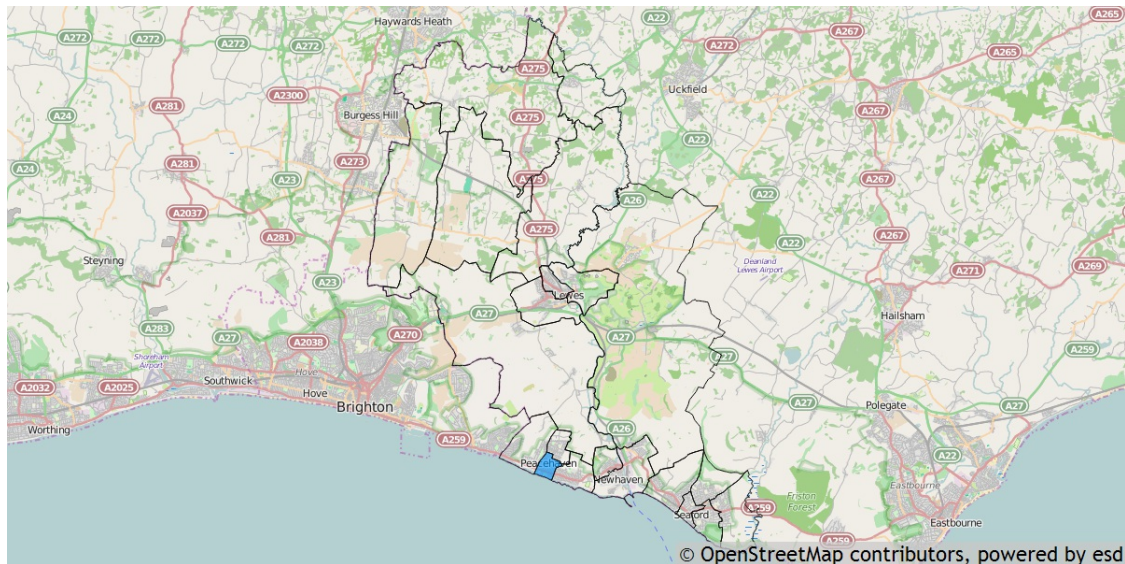 Haywards Heath
A22
A265
A272
A272
A272
A272
A267
A265
A275
Uckfield
A2300
A281
A267
A24
Burgess Hill
A275
A22
A273
A281
A24
A23
A275
A267
A22
A2037
A26
A281
A275
A22
A267
Steyning
Deanland
Lewes Airport
A271
A269
A23
Lewes
Hailsham
A283
A27
A27
A27
A270
A2038
A27
A259
Shoreham
Airport
Hove
Southwick
A2032
A2025
Hove
Brighton
A27
Polegate
A27
Worthing
A259
A26
A22
Peacehaven
Newhaven
Eastbourne
Friston
Forest
Seaford
A259
Eastbourne
A259
© OpenStreetMap contributors, powered by esd